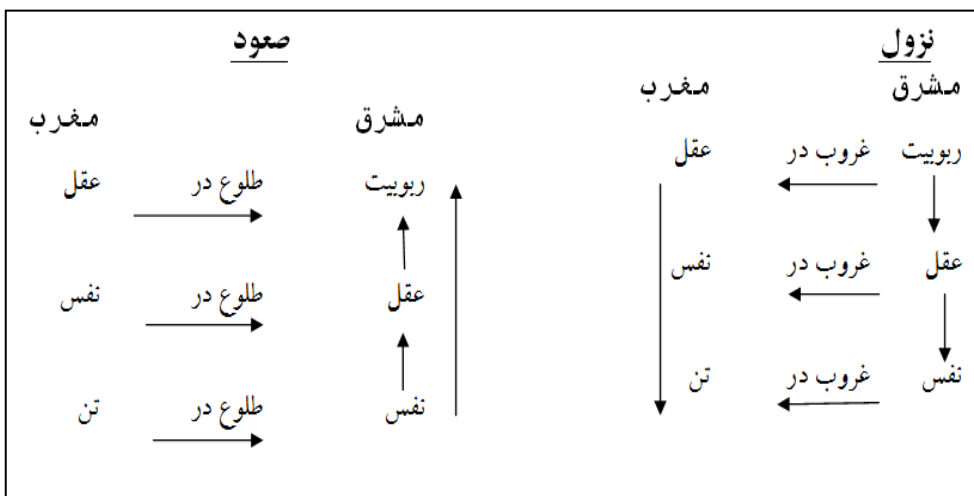 نزول
مشرق    مغرب
ربوبیت    غروب در    عقل
عقل    غروب در    نفس
نفس    غروب در    تن
صعود
مشرق    مغرب
ربوبیت    طلوع در    عقل
عقل    طلوع در    نفس
نفس    طلوع در    تن